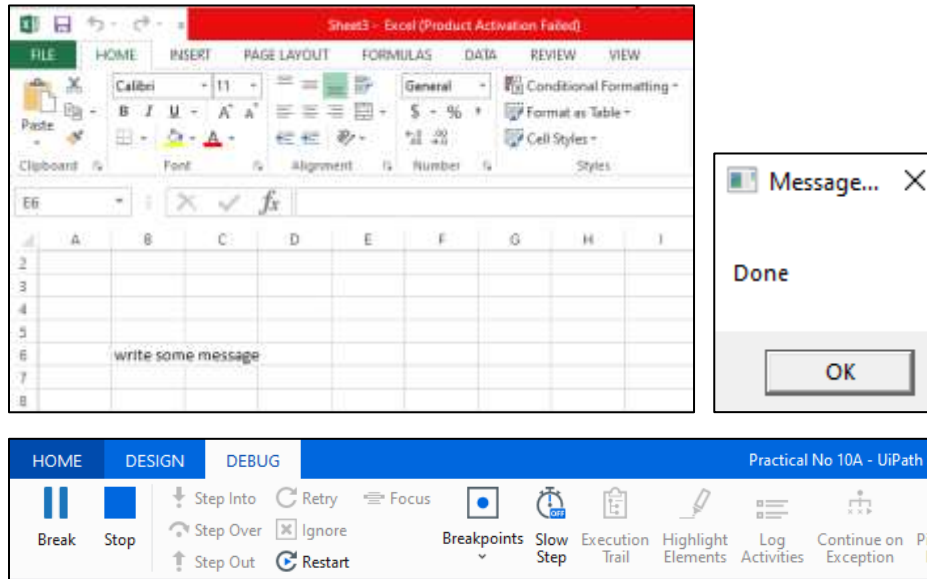 Sheet3 - Excel (Product Activation Failed)
FILE HOME INSERT PAGE LAYOUT FORMULAS DATA REVIEW VIEW
Calibri 11 General Conditional Formatting
Paste B I U A A $ % Format as Table
A Cell Styles
Clipboard Font Alignment Number Styles
E6 fx
A B C D E F G H I
2
3
4
5
6 write some message
7
8
Message...
Done
OK
HOME DESIGN DEBUG Practical No 10A - UiPath
Step Into Retry Focus
Break Stop Step Over Ignore Breakpoints Slow Step Execution Trail Highlight Elements Log Activities Continue on Exception
Step Out Restart